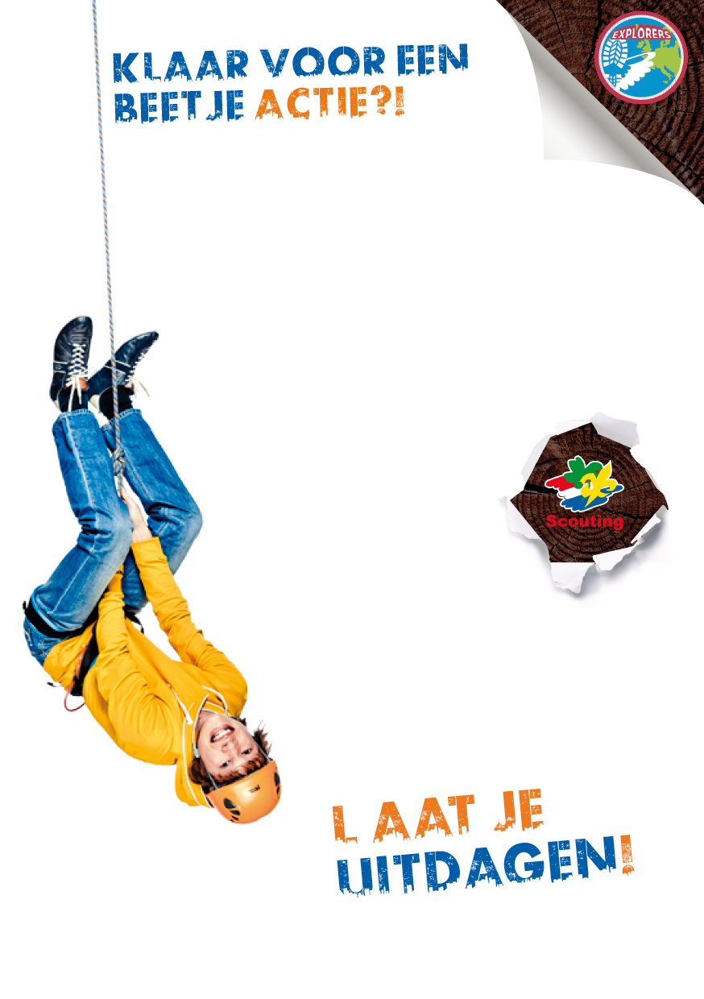 EXPLORERS
KLAAR VOOR EEN
BEETJE ACTIE?!
Scouting
LAAT JE
UITDAGEN!